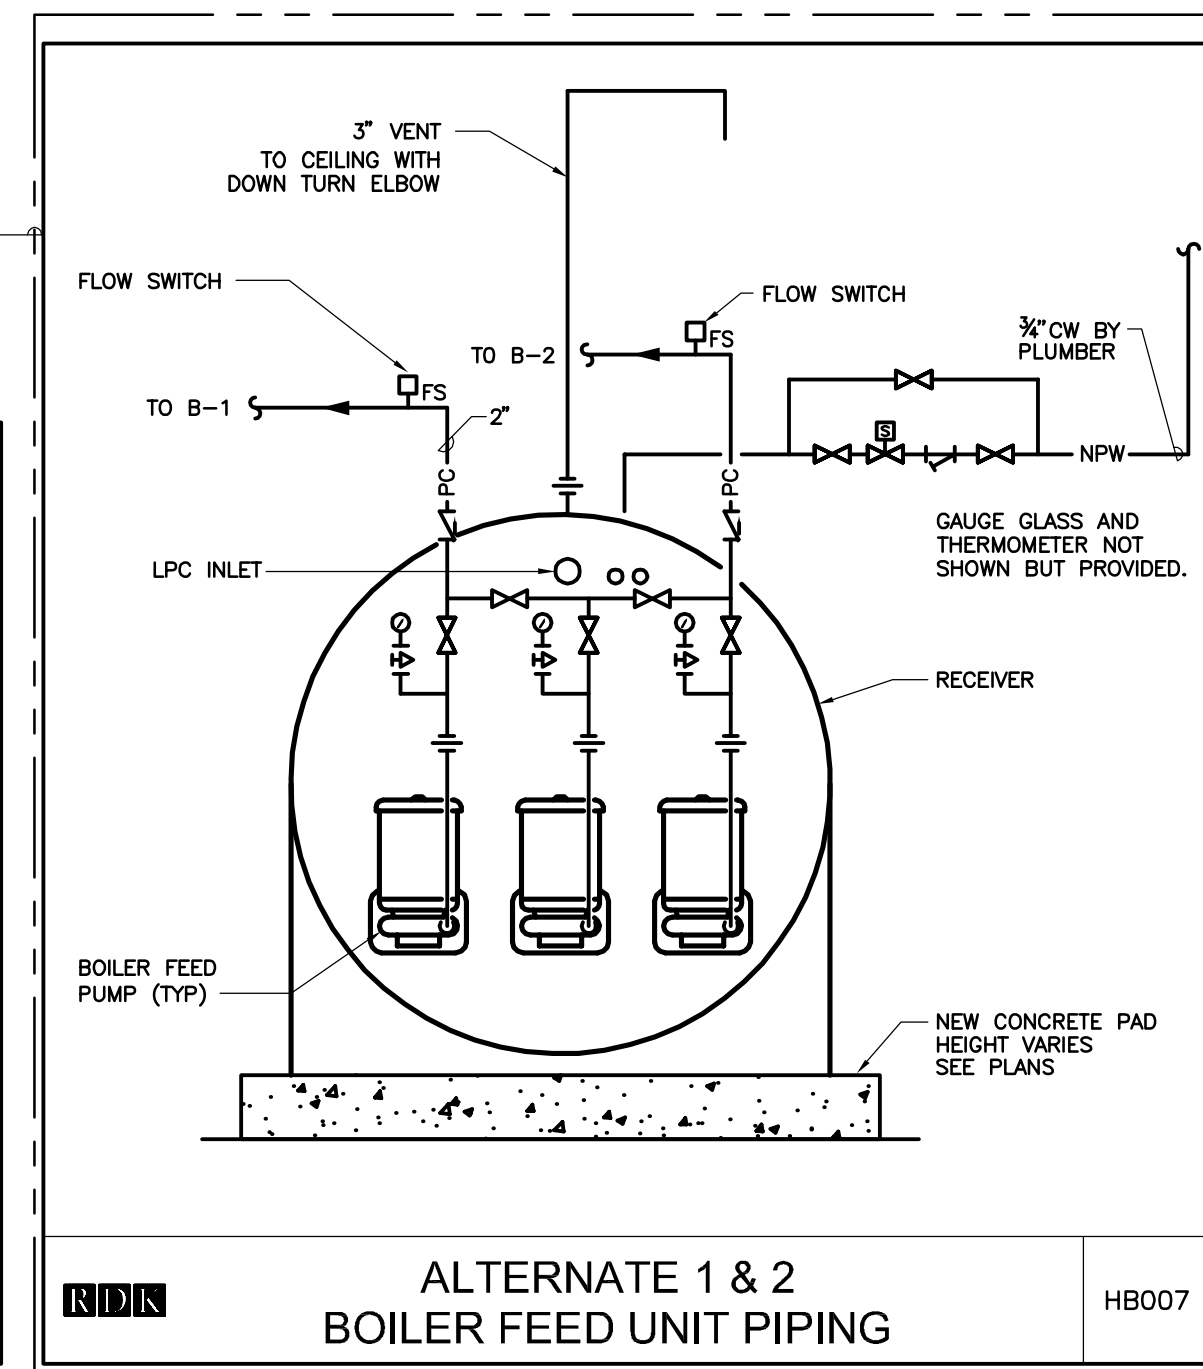 3" VENT
TO CEILING WITH
DOWN TURN ELBOW
FLOW SWITCH
FLOW SWITCH
¾" CW BY
PLUMBER
FS
TO B-2
FS
TO B-1
2"
S
NPW
PC
PC
GAUGE GLASS AND
THERMOMETER NOT
SHOWN BUT PROVIDED.
LPC INLET
RECEIVER
BOILER FEED
PUMP (TYP)
NEW CONCRETE PAD
HEIGHT VARIES
SEE PLANS
RDK
ALTERNATE 1 & 2
BOILER FEED UNIT PIPING
HB007